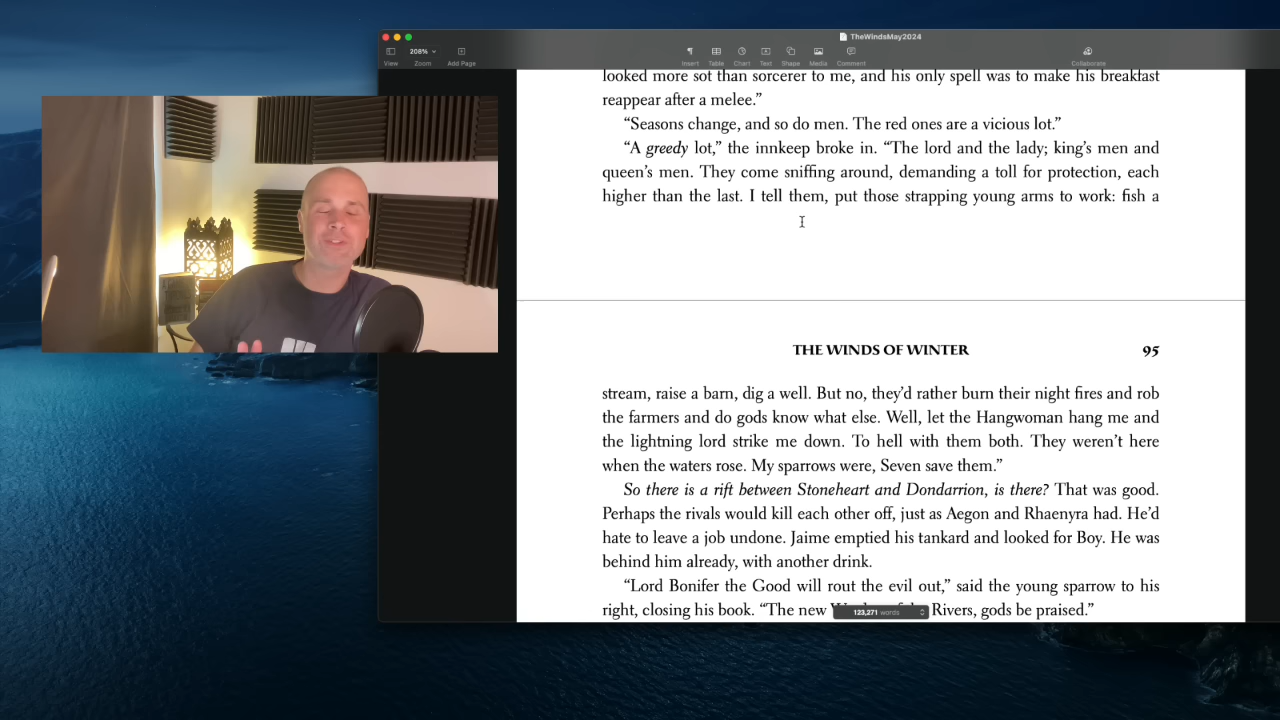 TheWindsMay2024
208%
View
Zoom
Add Page
Insert
Table
Chart
Text
Shape
Media
Comment
Collaborate
looked more sot than sorcerer to me, and his only spell was to make his breakfast
reappear after a melee.”
“Seasons change, and so do men. The red ones are a vicious lot.”
“A greedy lot,” the innkeep broke in. “The lord and the lady; king’s men and
queen’s men. They come sniffing around, demanding a toll for protection, each
higher than the last. I tell them, put those strapping young arms to work: fish a
THE WINDS OF WINTER 95
stream, raise a barn, dig a well. But no, they’d rather burn their night fires and rob
the farmers and do gods know what else. Well, let the Hangwoman hang me and
the lightning lord strike me down. To hell with them both. They weren’t here
when the waters rose. My sparrows were, Seven save them.”
So there is a rift between Stoneheart and Dondarrion, is there? That was good.
Perhaps the rivals would kill each other off, just as Aegon and Rhaenyra had. He’d
hate to leave a job undone. Jaime emptied his tankard and looked for Boy. He was
behind him already, with another drink.
“Lord Bonifer the Good will rout the evil out,” said the young sparrow to his
right, closing his book. “The new Rivers, gods be praised.”
123,271 words